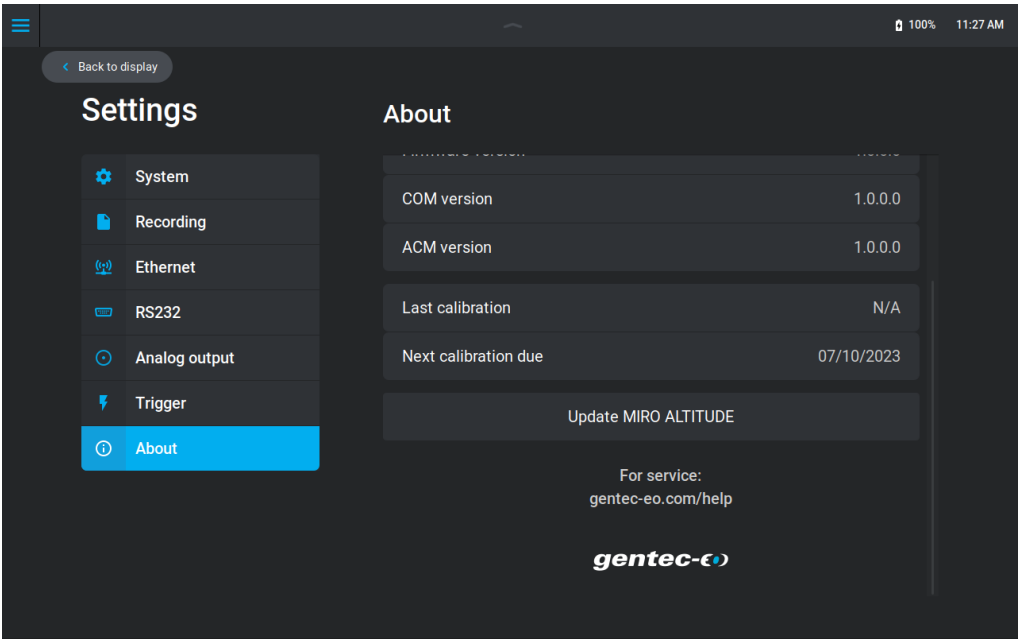 100% 11:27 AM
Back to display
Settings
About
System
Recording
Ethernet
RS232
Analog output
Trigger
About
COM version 1.0.0.0
ACM version 1.0.0.0
Last calibration N/A
Next calibration due 07/10/2023
Update MIRO ALTITUDE
For service:
gentec-eo.com/help
gentec-eo